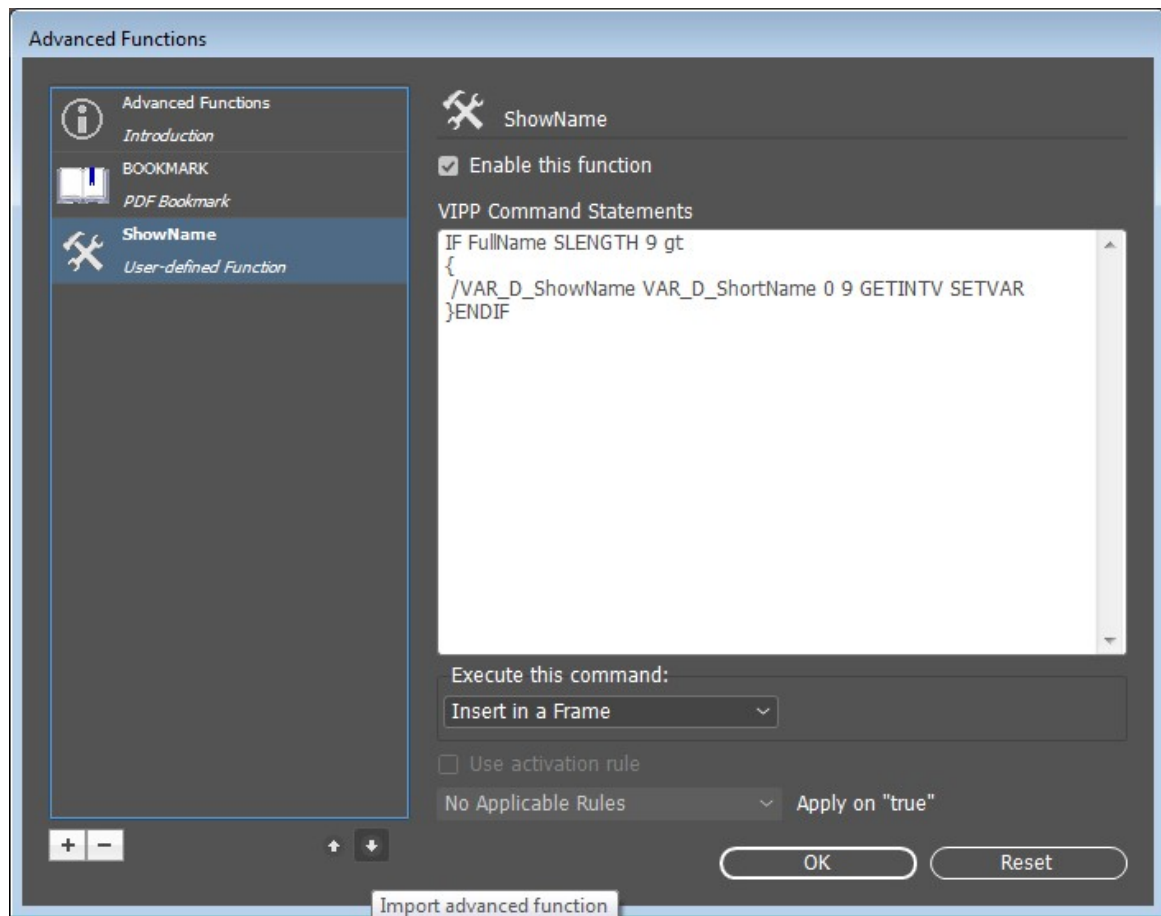 Advanced Functions
Advanced Functions
Introduction
BOOKMARK
PDF Bookmark
ShowName
User-defined Function
ShowName
Enable this function
VIPP Command Statements
IF FullName SLENGTH 9 gt
{
/VAR_D_ShowName VAR_D_ShortName 0 9 GETINTV SETVAR
}ENDIF
Execute this command:
Insert in a Frame
Use activation rule
No Applicable Rules
Apply on "true"
OK
Reset
Import advanced function